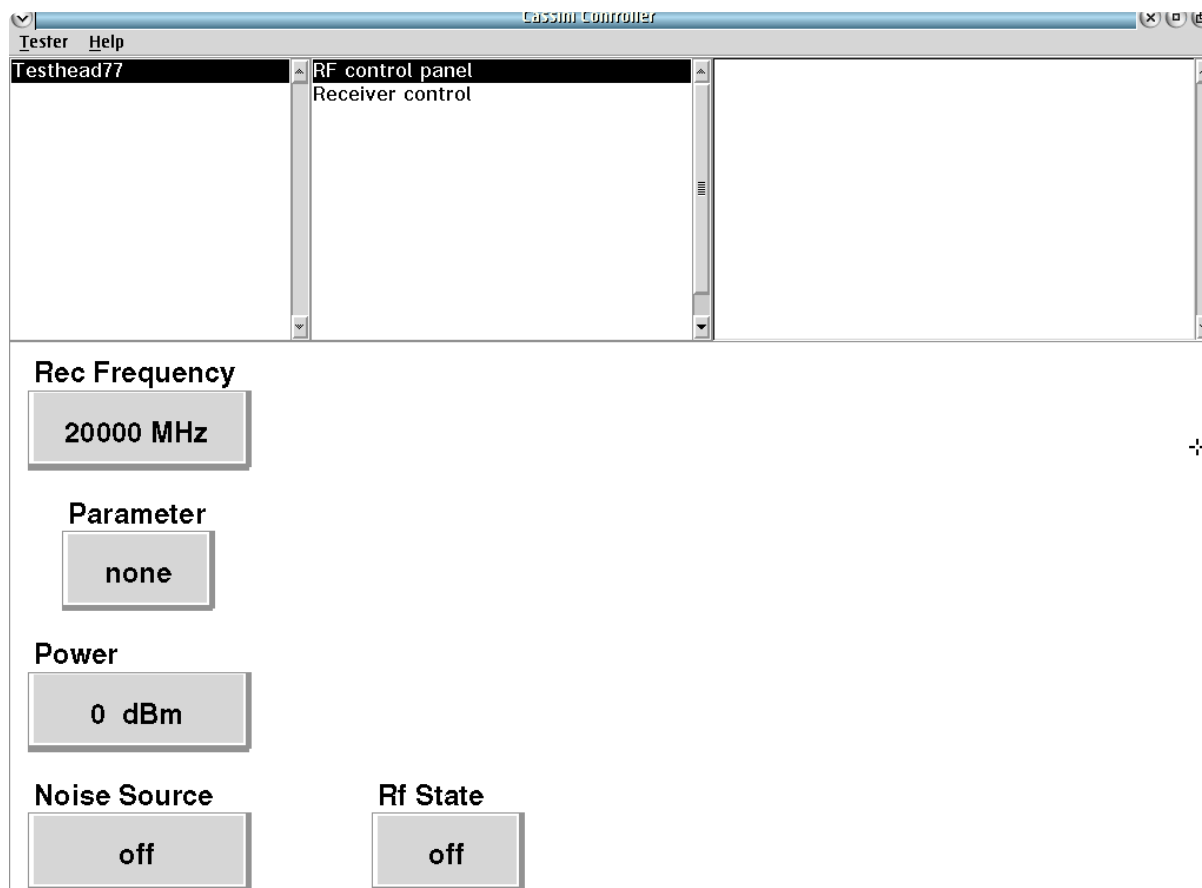 Cassini Controller
Tester Help
Testhead77
RF control panel
Receiver control
Rec Frequency
20000 MHz
Parameter
none
Power
0 dBm
Noise Source
off
Rf State
off